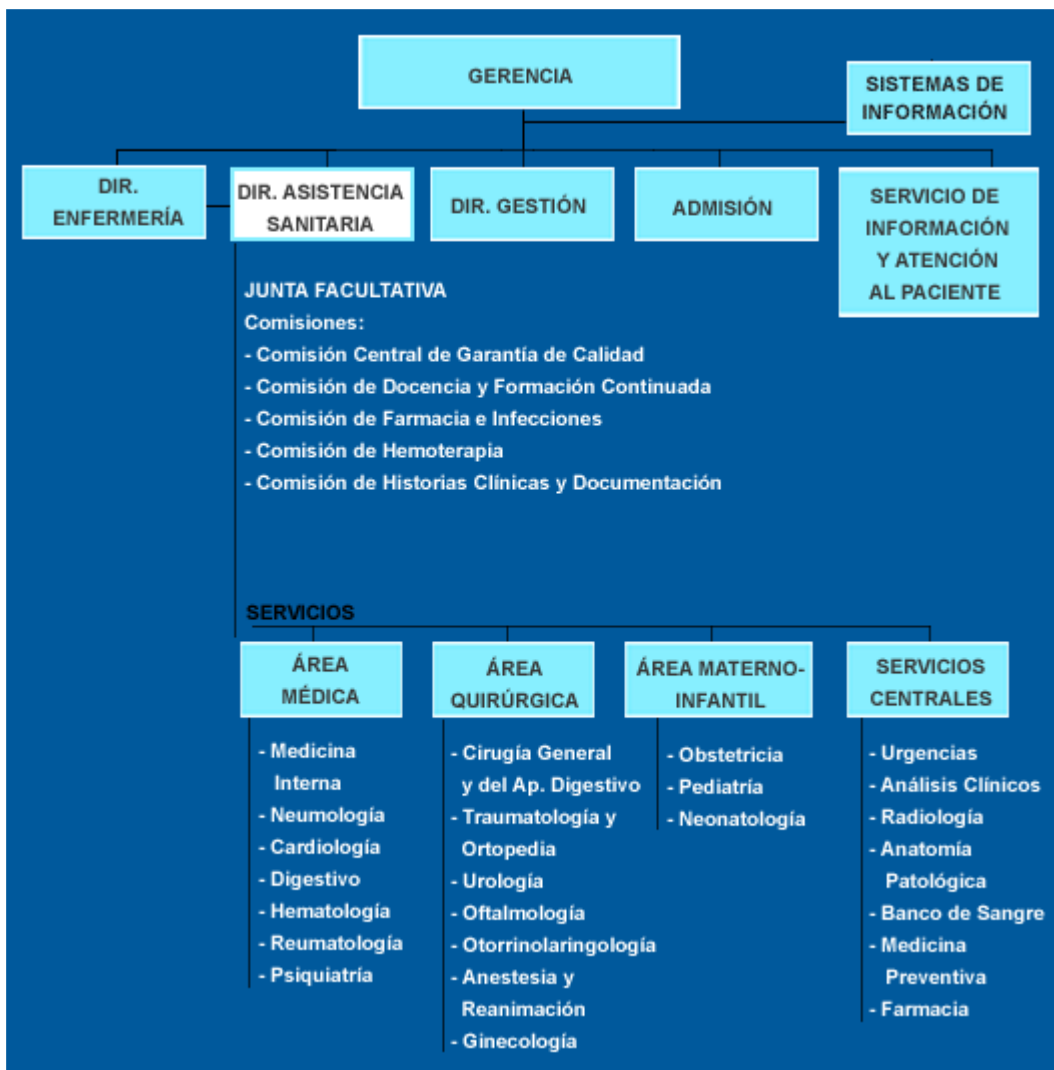 GERENCIA
SISTEMAS DE
INFORMACIÓN
DIR.
ENFERMERÍA
DIR. ASISTENCIA
SANITARIA
DIR. GESTIÓN
ADMISIÓN
SERVICIO DE
INFORMACIÓN
Y ATENCIÓN
AL PACIENTE
JUNTA FACULTATIVA
Comisiones:
- Comisión Central de Garantía de Calidad
- Comisión de Docencia y Formación Continuada
- Comisión de Farmacia e Infecciones
- Comisión de Hemoterapia
- Comisión de Historias Clínicas y Documentación
SERVICIOS
ÁREA
MÉDICA
- Medicina
Interna
- Neumología
- Cardiología
- Digestivo
- Hematología
- Reumatología
- Psiquiatría
ÁREA
QUIRÚRGICA
- Cirugía General
y del Ap. Digestivo
- Traumatología y
Ortopedia
- Urología
- Oftalmología
- Otorrinolaringología
- Anestesia y
Reanimación
- Ginecología
ÁREA MATERNO-
INFANTIL
- Obstetricia
- Pediatría
- Neonatología
SERVICIOS
CENTRALES
- Urgencias
- Análisis Clínicos
- Radiología
- Anatomía
Patológica
- Banco de Sangre
- Medicina
Preventiva
- Farmacia